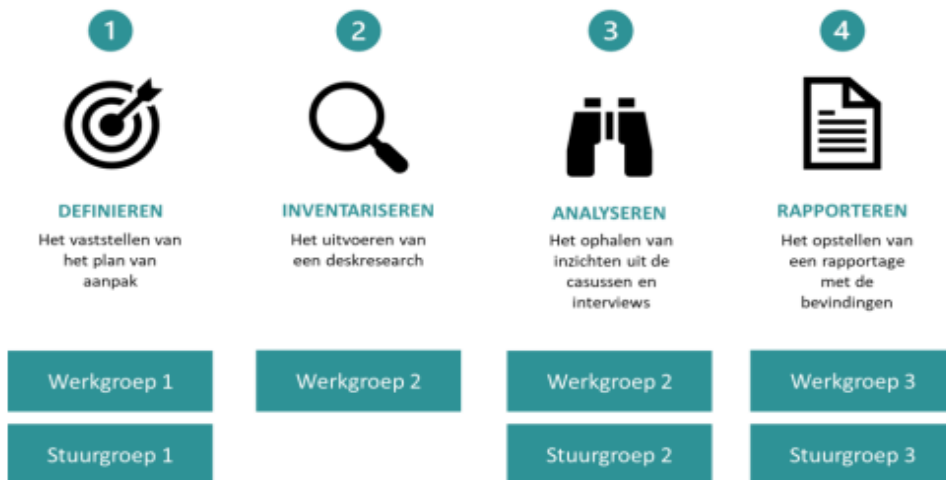 1
2
3
4
DEFINIEREN
Het vaststellen van
het plan van
aanpak
INVENTARISEREN
Het uitvoeren van
een deskresearch
ANALYSEREN
Het ophalen van
inzichten uit de
casussen en
interviews
RAPPORTEREN
Het opstellen van
een rapportage
met de
bevindingen
Werkgroep 1
Werkgroep 2
Werkgroep 2
Werkgroep 3
Stuurgroep 1
Stuurgroep 2
Stuurgroep 3